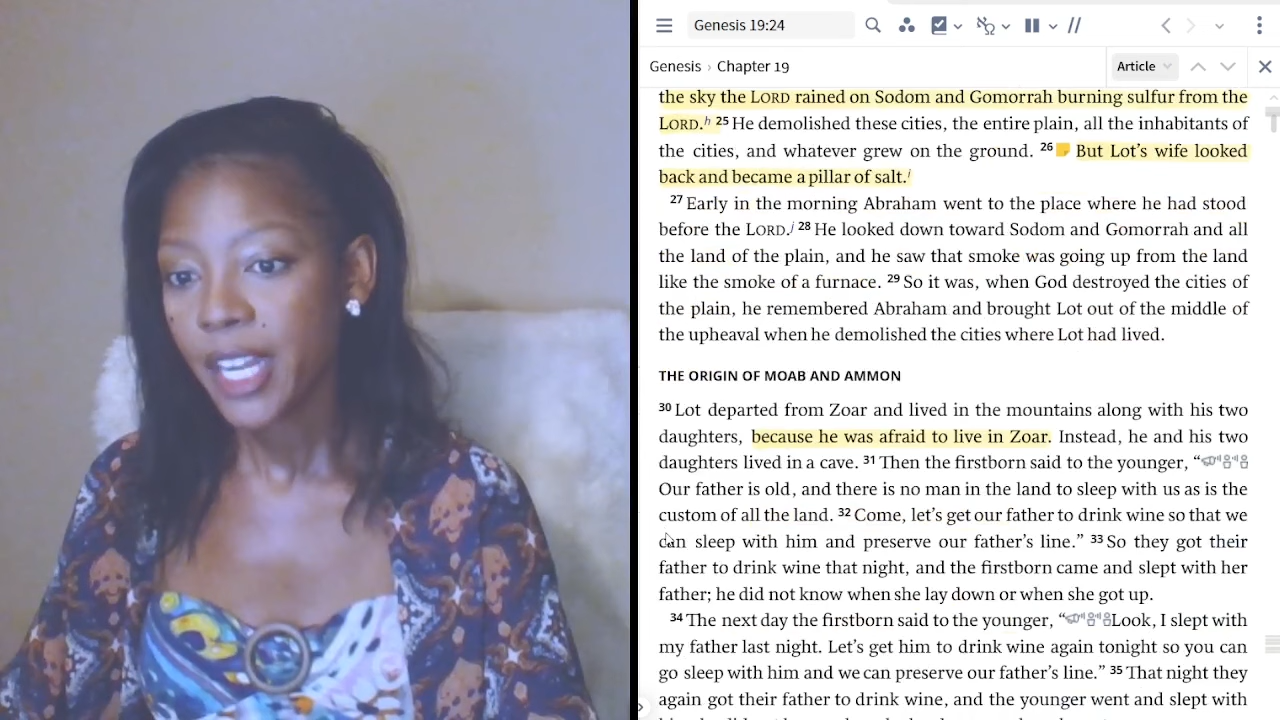 Genesis 19:24
Genesis › Chapter 19
Article
the sky the LORD rained on Sodom and Gomorrah burning sulfur from the
LORD.h 25 He demolished these cities, the entire plain, all the inhabitants of
the cities, and whatever grew on the ground. 26 But Lot’s wife looked
back and became a pillar of salt.i
27 Early in the morning Abraham went to the place where he had stood
before the LORD.j 28 He looked down toward Sodom and Gomorrah and all
the land of the plain, and he saw that smoke was going up from the land
like the smoke of a furnace. 29 So it was, when God destroyed the cities of
the plain, he remembered Abraham and brought Lot out of the middle of
the upheaval when he demolished the cities where Lot had lived.
THE ORIGIN OF MOAB AND AMMON
30 Lot departed from Zoar and lived in the mountains along with his two
daughters, because he was afraid to live in Zoar. Instead, he and his two
daughters lived in a cave. 31 Then the firstborn said to the younger, “
Our father is old, and there is no man in the land to sleep with us as is the
custom of all the land. 32 Come, let’s get our father to drink wine so that we
can sleep with him and preserve our father’s line.” 33 So they got their
father to drink wine that night, and the firstborn came and slept with her
father; he did not know when she lay down or when she got up.
34 The next day the firstborn said to the younger, “Look, I slept with
my father last night. Let’s get him to drink wine again tonight so you can
go sleep with him and we can preserve our father’s line.” 35 That night they
again got their father to drink wine, and the younger went and slept with